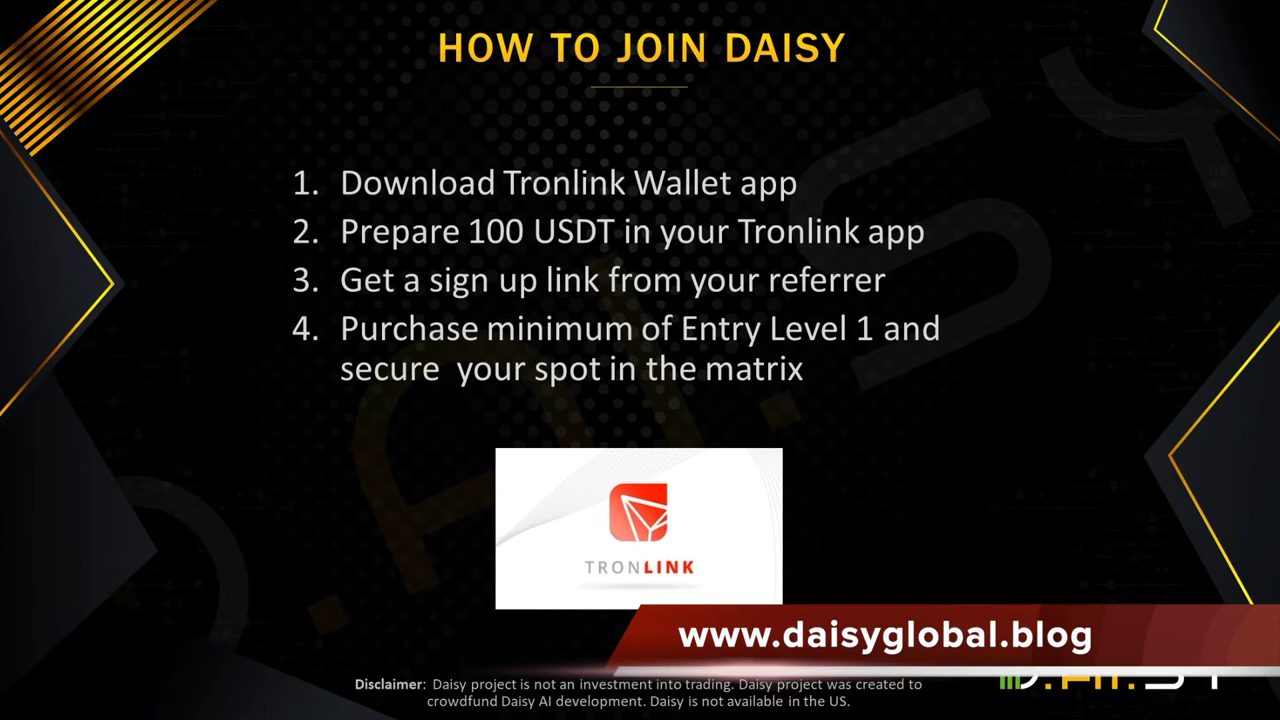 HOW TO JOIN DAISY
1. Download Tronlink Wallet app
2. Prepare 100 USDT in your Tronlink app
3. Get a sign up link from your referrer
4. Purchase minimum of Entry Level 1 and
secure  your spot in the matrix
TRONLINK
www.daisyglobal.blog
Disclaimer: Daisy project is not an investment into trading. Daisy project was created to
crowdfund Daisy AI development. Daisy is not available in the US.